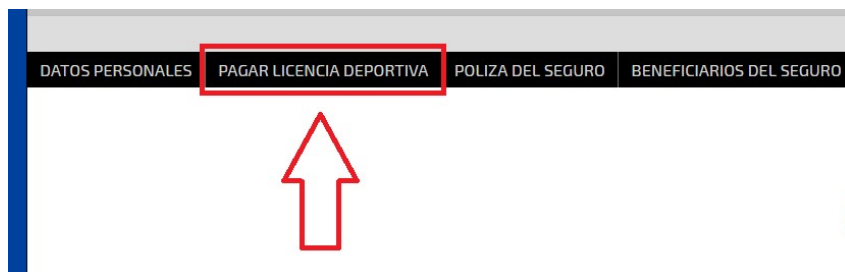 DATOS PERSONALES PAGAR LICENCIA DEPORTIVA POLIZA DEL SEGURO BENEFICIARIOS DEL SEGURO